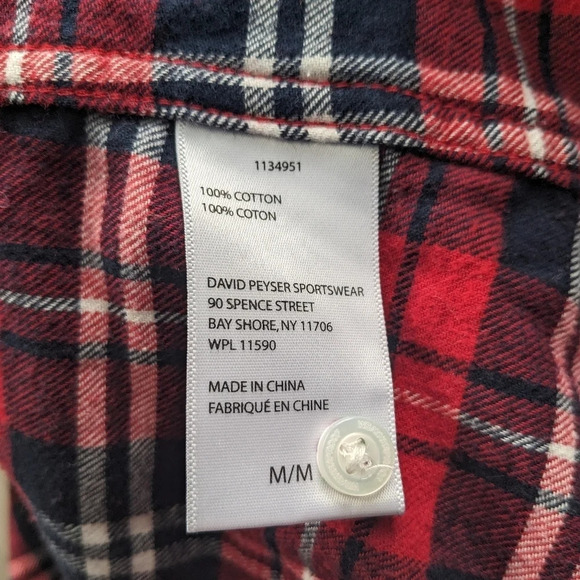 1134951
100% COTTON
100% COTON
DAVID PEYSER SPORTSWEAR
90 SPENCE STREET
BAY SHORE, NY 11706
WPL 11590
MADE IN CHINA
FABRIQUÉ EN CHINE
M/M